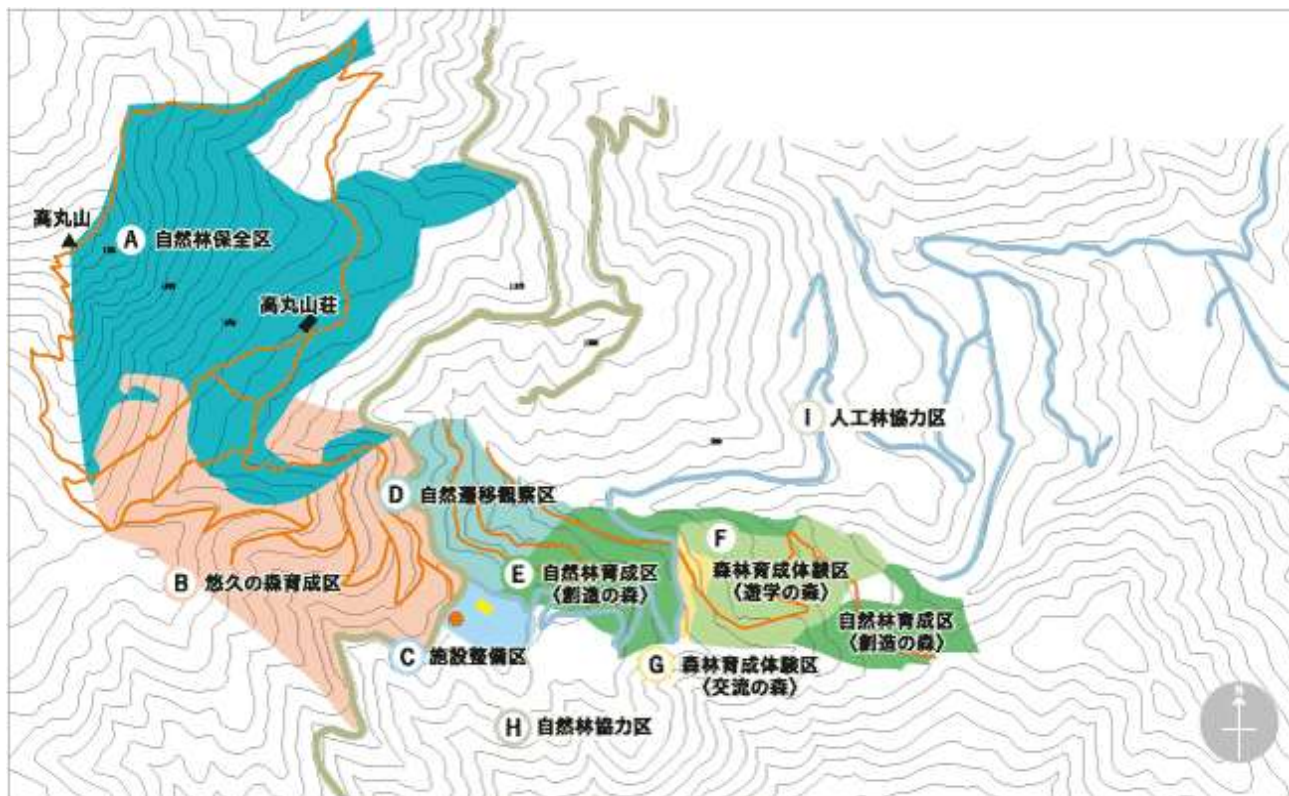 高丸山
A 自然林保全区
高丸山荘
I 人工林協力区
D 自然遷移観察区
F
森林育成体験区
〈遊学の森〉
E 自然林育成区
〈創造の森〉
B 悠久の森育成区
自然林育成区
〈創造の森〉
C 施設整備区
G 森林育成体験区
〈交流の森〉
H 自然林協力区